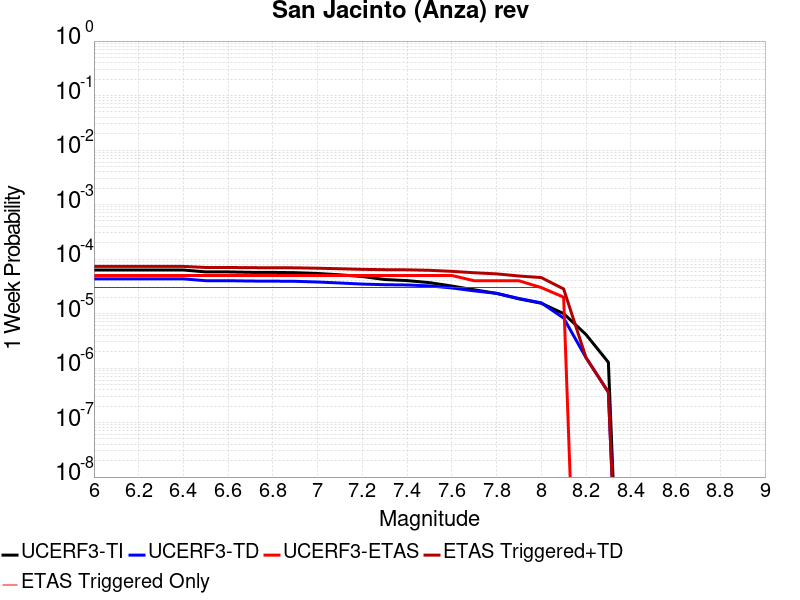 San Jacinto (Anza) rev
10^0
10^-1
10^-2
10^-3
10^-4
10^-5
10^-6
10^-7
10^-8
1 Week Probability
6 6.2 6.4 6.6 6.8 7 7.2 7.4 7.6 7.8 8 8.2 8.4 8.6 8.8 9
Magnitude
UCERF3-TI UCERF3-TD UCERF3-ETAS ETAS Triggered+TD
ETAS Triggered Only